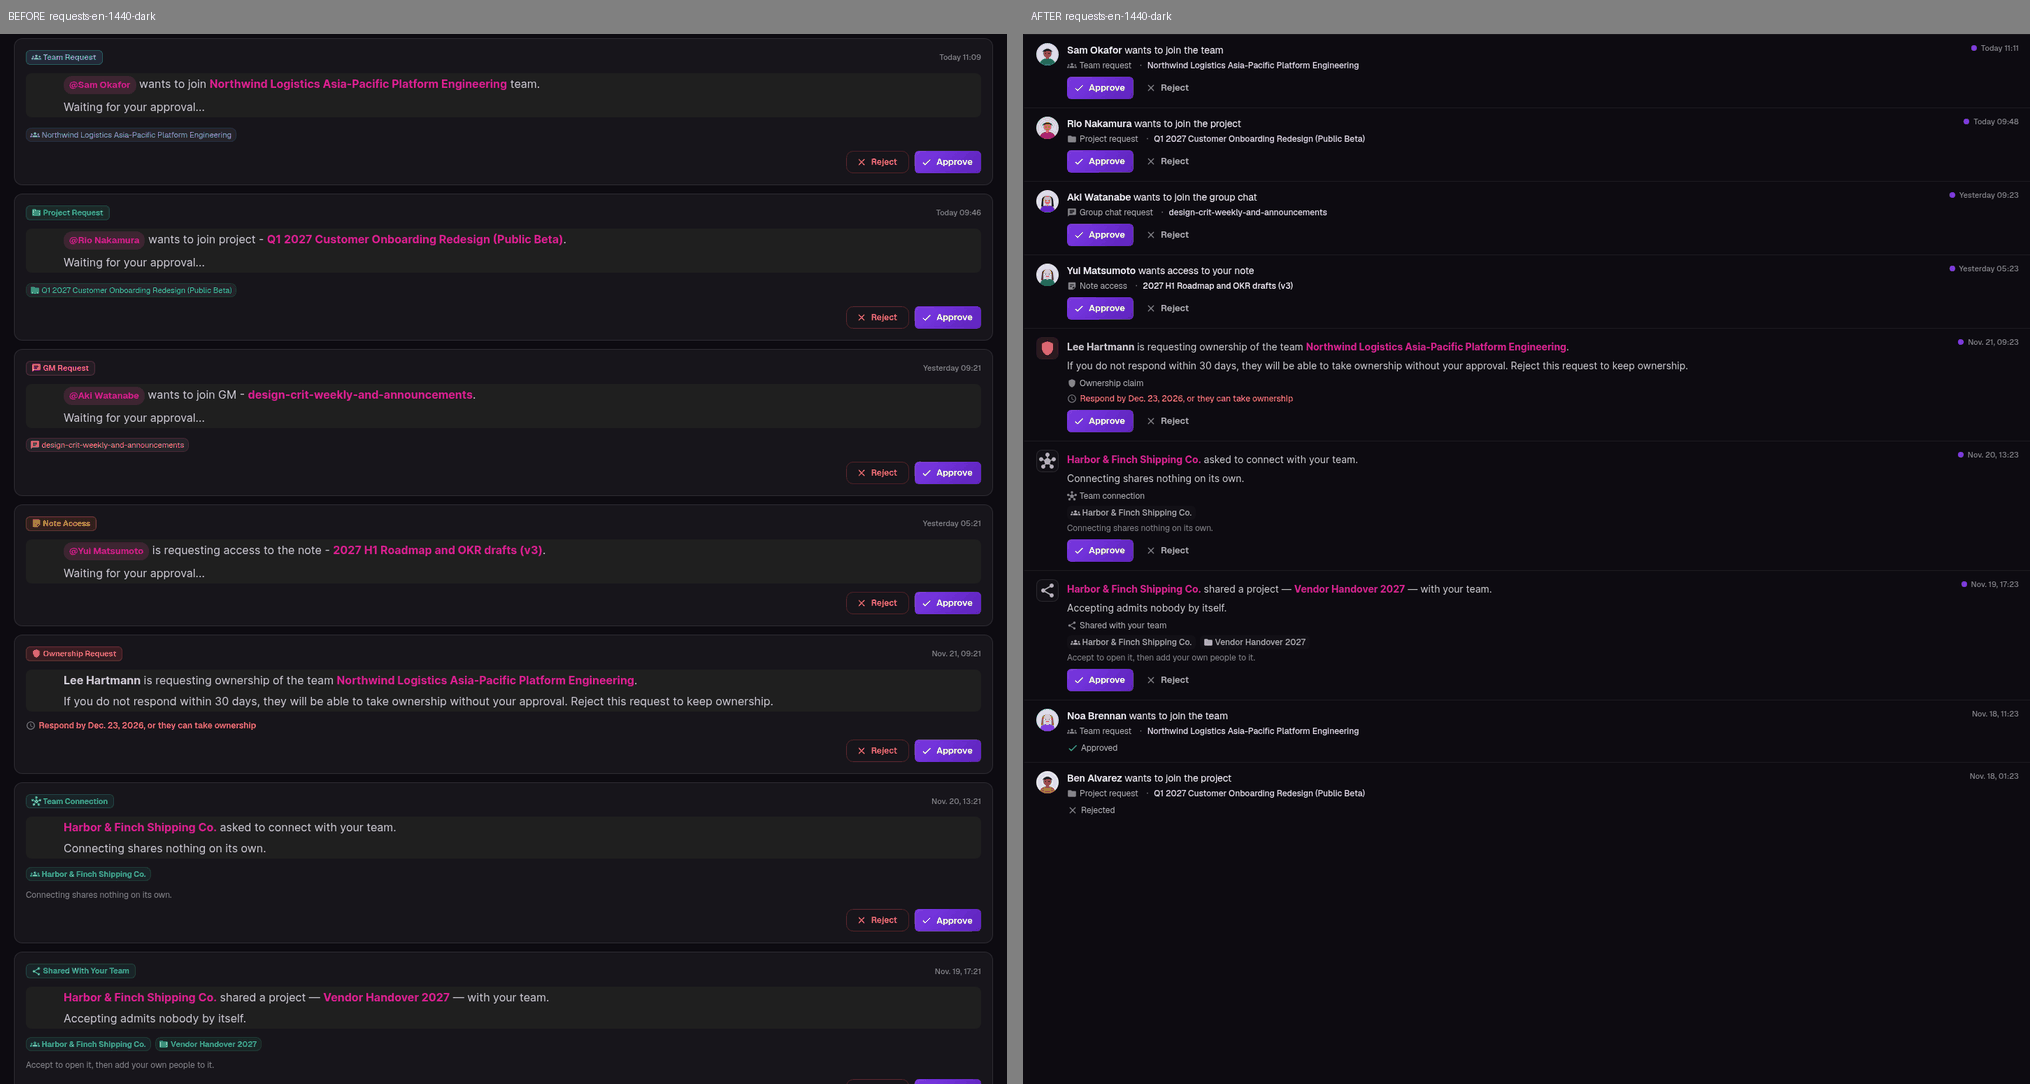 BEFORE requests-en-1440-dark
Team Request
Today 11:09
@Sam Okafor wants to join Northwind Logistics Asia-Pacific Platform Engineering team.
Waiting for your approval...
Northwind Logistics Asia-Pacific Platform Engineering
Reject
Approve
Project Request
Today 09:46
@Rio Nakamura wants to join project - Q1 2027 Customer Onboarding Redesign (Public Beta).
Waiting for your approval...
Q1 2027 Customer Onboarding Redesign (Public Beta)
Reject
Approve
GM Request
Yesterday 09:21
@Aki Watanabe wants to join GM - design-crit-weekly-and-announcements.
Waiting for your approval...
design-crit-weekly-and-announcements
Reject
Approve
Note Access
Yesterday 05:21
@Yui Matsumoto is requesting access to the note - 2027 H1 Roadmap and OKR drafts (v3).
Waiting for your approval...
Reject
Approve
Ownership Request
Nov. 21, 09:21
Lee Hartmann is requesting ownership of the team Northwind Logistics Asia-Pacific Platform Engineering.
If you do not respond within 30 days, they will be able to take ownership without your approval. Reject this request to keep ownership.
Respond by Dec. 23, 2026, or they can take ownership
Reject
Approve
Team Connection
Nov. 20, 13:21
Harbor & Finch Shipping Co. asked to connect with your team.
Connecting shares nothing on its own.
Harbor & Finch Shipping Co.
Connecting shares nothing on its own.
Reject
Approve
Shared With Your Team
Nov. 19, 17:21
Harbor & Finch Shipping Co. shared a project — Vendor Handover 2027 — with your team.
Accepting admits nobody by itself.
Harbor & Finch Shipping Co.
Vendor Handover 2027
Accept to open it, then add your own people to it.
AFTER requests-en-1440-dark
Sam Okafor wants to join the team
Today 11:11
Team request · Northwind Logistics Asia-Pacific Platform Engineering
Approve
Reject
Rio Nakamura wants to join the project
Today 09:48
Project request · Q1 2027 Customer Onboarding Redesign (Public Beta)
Approve
Reject
Aki Watanabe wants to join the group chat
Yesterday 09:23
Group chat request · design-crit-weekly-and-announcements
Approve
Reject
Yui Matsumoto wants access to your note
Yesterday 05:23
Note access · 2027 H1 Roadmap and OKR drafts (v3)
Approve
Reject
Lee Hartmann is requesting ownership of the team Northwind Logistics Asia-Pacific Platform Engineering.
Nov. 21, 09:23
If you do not respond within 30 days, they will be able to take ownership without your approval. Reject this request to keep ownership.
Ownership claim
Respond by Dec. 23, 2026, or they can take ownership
Approve
Reject
Harbor & Finch Shipping Co. asked to connect with your team.
Nov. 20, 13:23
Connecting shares nothing on its own.
Team connection
Harbor & Finch Shipping Co.
Connecting shares nothing on its own.
Approve
Reject
Harbor & Finch Shipping Co. shared a project — Vendor Handover 2027 — with your team.
Nov. 19, 17:23
Accepting admits nobody by itself.
Shared with your team
Harbor & Finch Shipping Co.
Vendor Handover 2027
Accept to open it, then add your own people to it.
Approve
Reject
Noa Brennan wants to join the team
Nov. 18, 11:23
Team request · Northwind Logistics Asia-Pacific Platform Engineering
Approved
Ben Alvarez wants to join the project
Nov. 18, 01:23
Project request · Q1 2027 Customer Onboarding Redesign (Public Beta)
Rejected